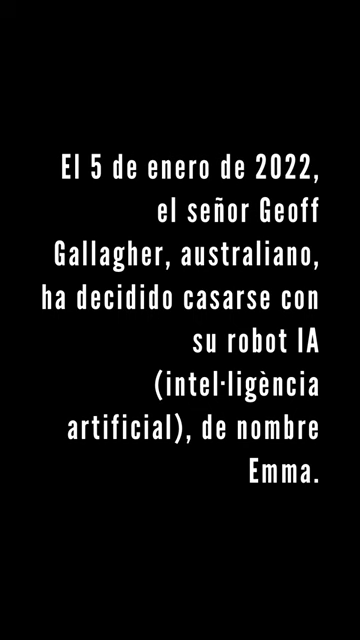 El 5 de enero de 2022,
el señor Geoff
Gallagher, australiano,
ha decidido casarse con
su robot IA
(intel·ligència
artificial), de nombre
Emma.